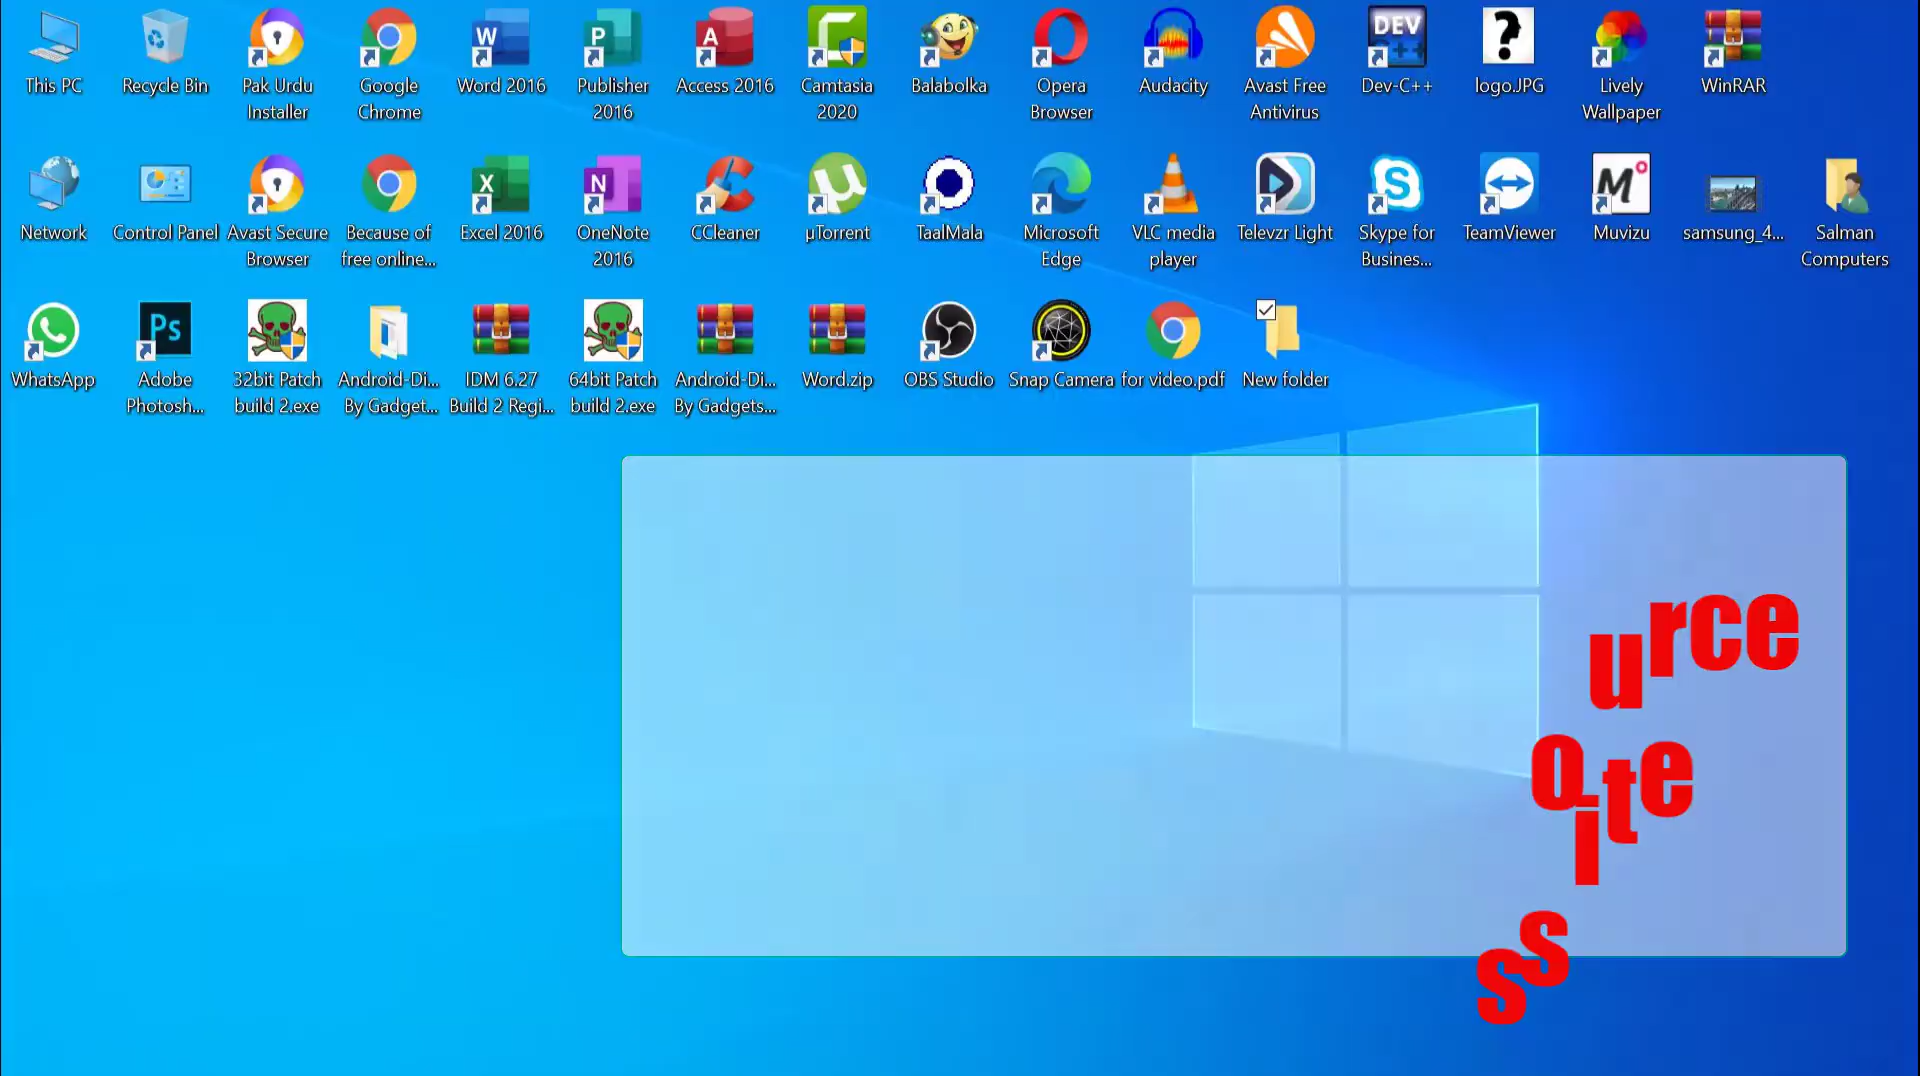 This PC
Recycle Bin
Pak Urdu
Installer
Google
Chrome
Word 2016
Publisher
2016
Access 2016
Camtasia
2020
Balabolka
Opera
Browser
Audacity
Avast Free
Antivirus
DEV
C++
Dev-C++
logo.JPG
Lively
Wallpaper
WinRAR
Network
Control Panel
Avast Secure
Browser
Because of
free online...
Excel 2016
OneNote
2016
CCleaner
µTorrent
TaalMala
Microsoft
Edge
VLC media
player
Televzr Light
Skype for
Busines...
TeamViewer
Muvizu
samsung_4...
Salman
Computers
WhatsApp
Ps
Adobe
Photosh...
32bit Patch
build 2.exe
Android-Di...
By Gadget...
IDM 6.27
Build 2 Regi...
64bit Patch
build 2.exe
Android-Di...
By Gadgets...
Word.zip
OBS Studio
Snap Camera
for video.pdf
New folder
urce
oite
ss